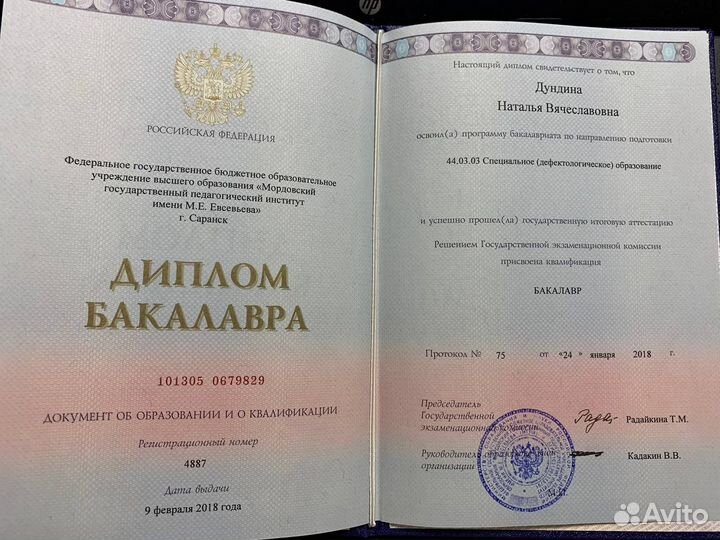 hp
РОССИЙСКАЯ ФЕДЕРАЦИЯ
Федеральное государственное бюджетное образовательное
учреждение высшего образования «Мордовский
государственный педагогический институт
имени М.Е. Евсевьева»
г. Саранск
ДИПЛОМ
БАКАЛАВРА
101305 0679829
ДОКУМЕНТ ОБ ОБРАЗОВАНИИ И О КВАЛИФИКАЦИИ
Регистрационный номер
4887
Дата выдачи
9 февраля 2018 года
Настоящий диплом свидетельствует о том, что
Дундина
Наталья Вячеславовна
освоил(а) программу бакалавриата по направлению подготовки
44.03.03 Специальное (дефектологическое) образование
и успешно прошел(ла) государственную итоговую аттестацию
Решением Государственной экзаменационной комиссии
присвоена квалификация
БАКАЛАВР
Протокол № 75 от «24» января 2018 г.
Председатель
Государственной
экзаменационной комиссии
Радайкина Т.М.
Руководитель образовательной
организации
Кадакин В.В.
Avito